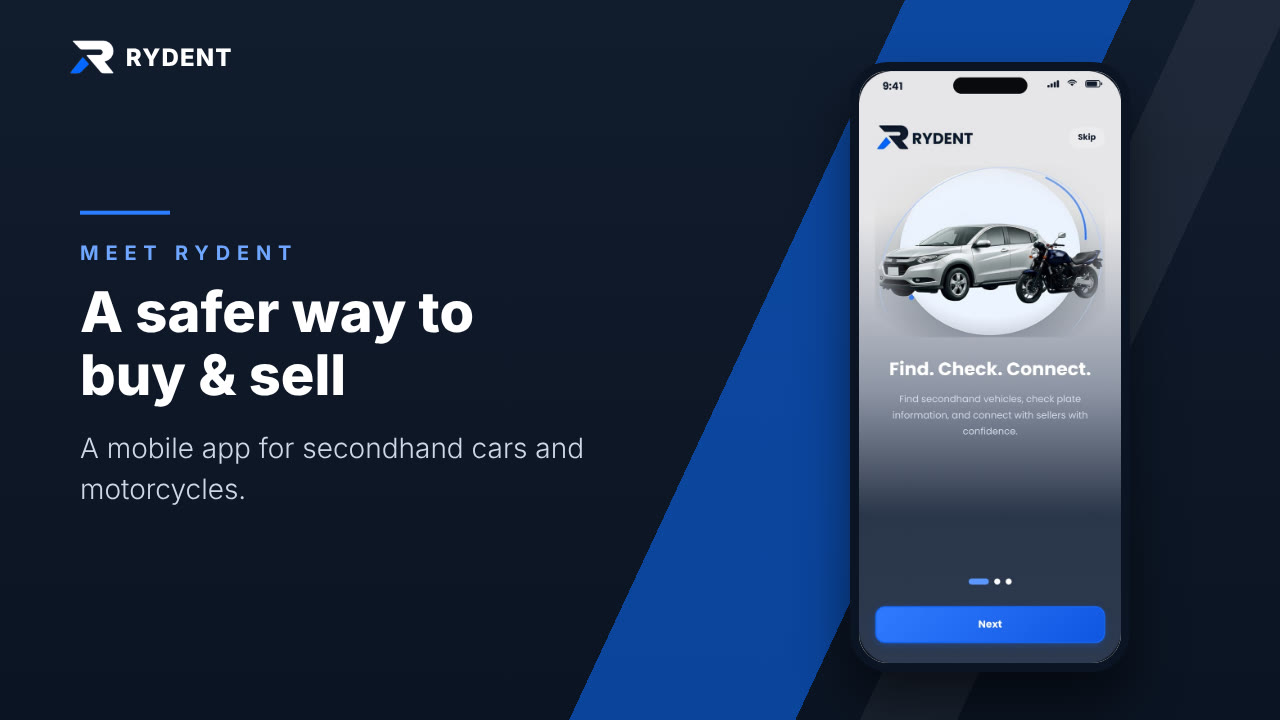 RYDENT
MEET RYDENT
A safer way to
buy & sell
A mobile app for secondhand cars and
motorcycles.
9:41
RYDENT
Skip
Find. Check. Connect.
Find secondhand vehicles, check plate
information, and connect with sellers with
confidence.
Next